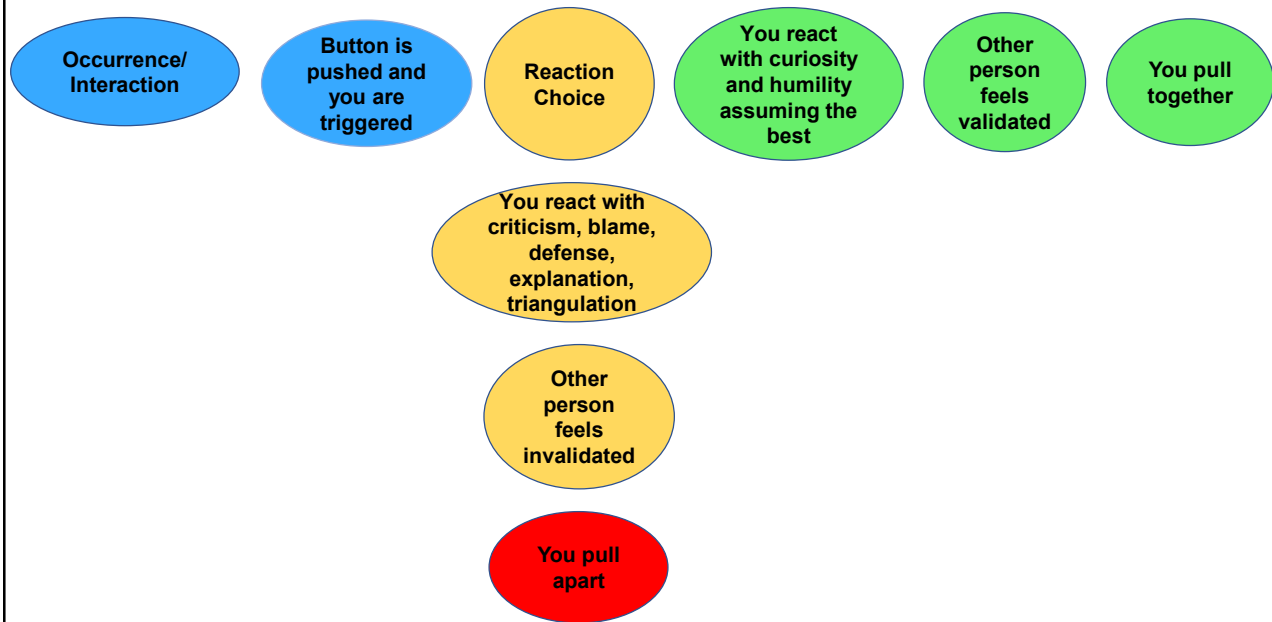 Occurrence/
Interaction
Button is
pushed and
you are
triggered
Reaction
Choice
You react
with curiosity
and humility
assuming the
best
Other
person
feels
validated
You pull
together
You react with
criticism, blame,
defense,
explanation,
triangulation
Other
person
feels
invalidated
You pull
apart